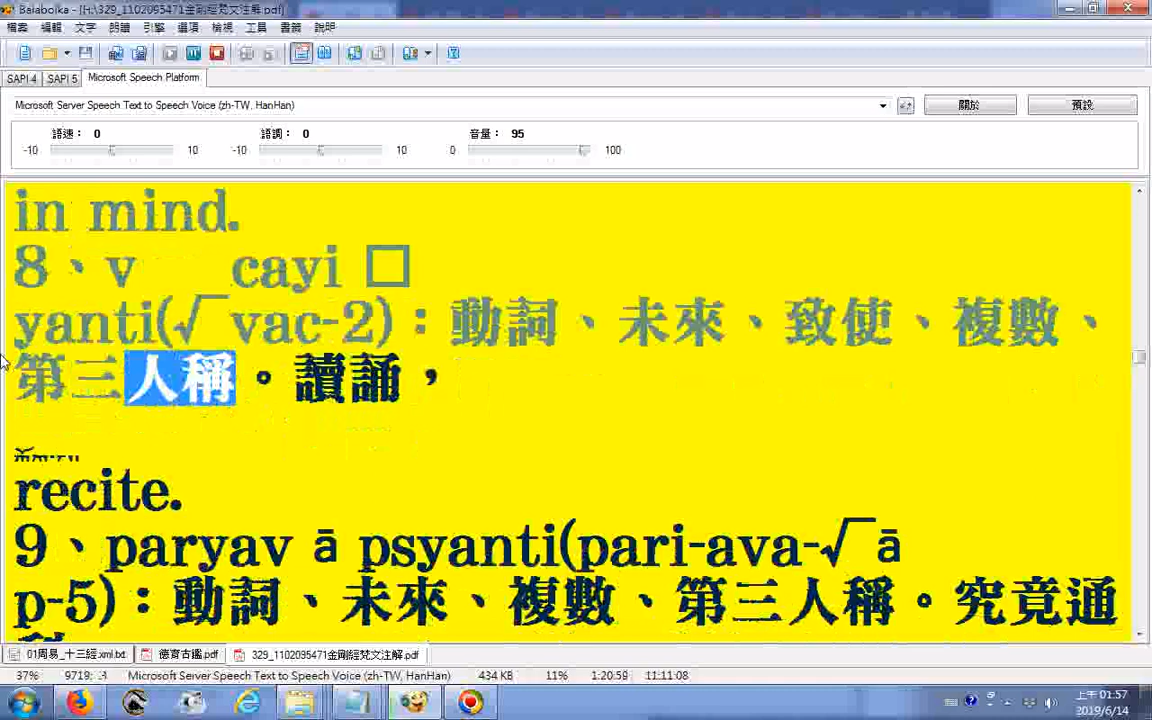 Balabolka - [H:\329_1102095471金剛經梵文注解.pdf]
檔案 編輯 文字 朗讀 引擎 選項 檢視 工具 書籤 說明
SAPI 4 SAPI 5 Microsoft Speech Platform
Microsoft Server Speech Text to Speech Voice (zh-TW, HanHan) 關於 預設
語速： 0 語調： 0 音量： 95
-10 10 -10 10 0 100
in mind.
8、v cayi □
yanti(√ vac-2)：動詞、未來、致使、複數、
第三人稱。讀誦，
recite.
9、paryav ā psyanti(pari-ava-√ ā
p-5)：動詞、未來、複數、第三人稱。究竟通
01周易_十三經.xml.txt 德育古鑑.pdf 329_1102095471金剛經梵文注解.pdf
37% Microsoft Server Speech Text to Speech Voice (zh-TW, HanHan) 434 KB 11% 1:20:59 11:11:08
上午 01:57
2019/6/14